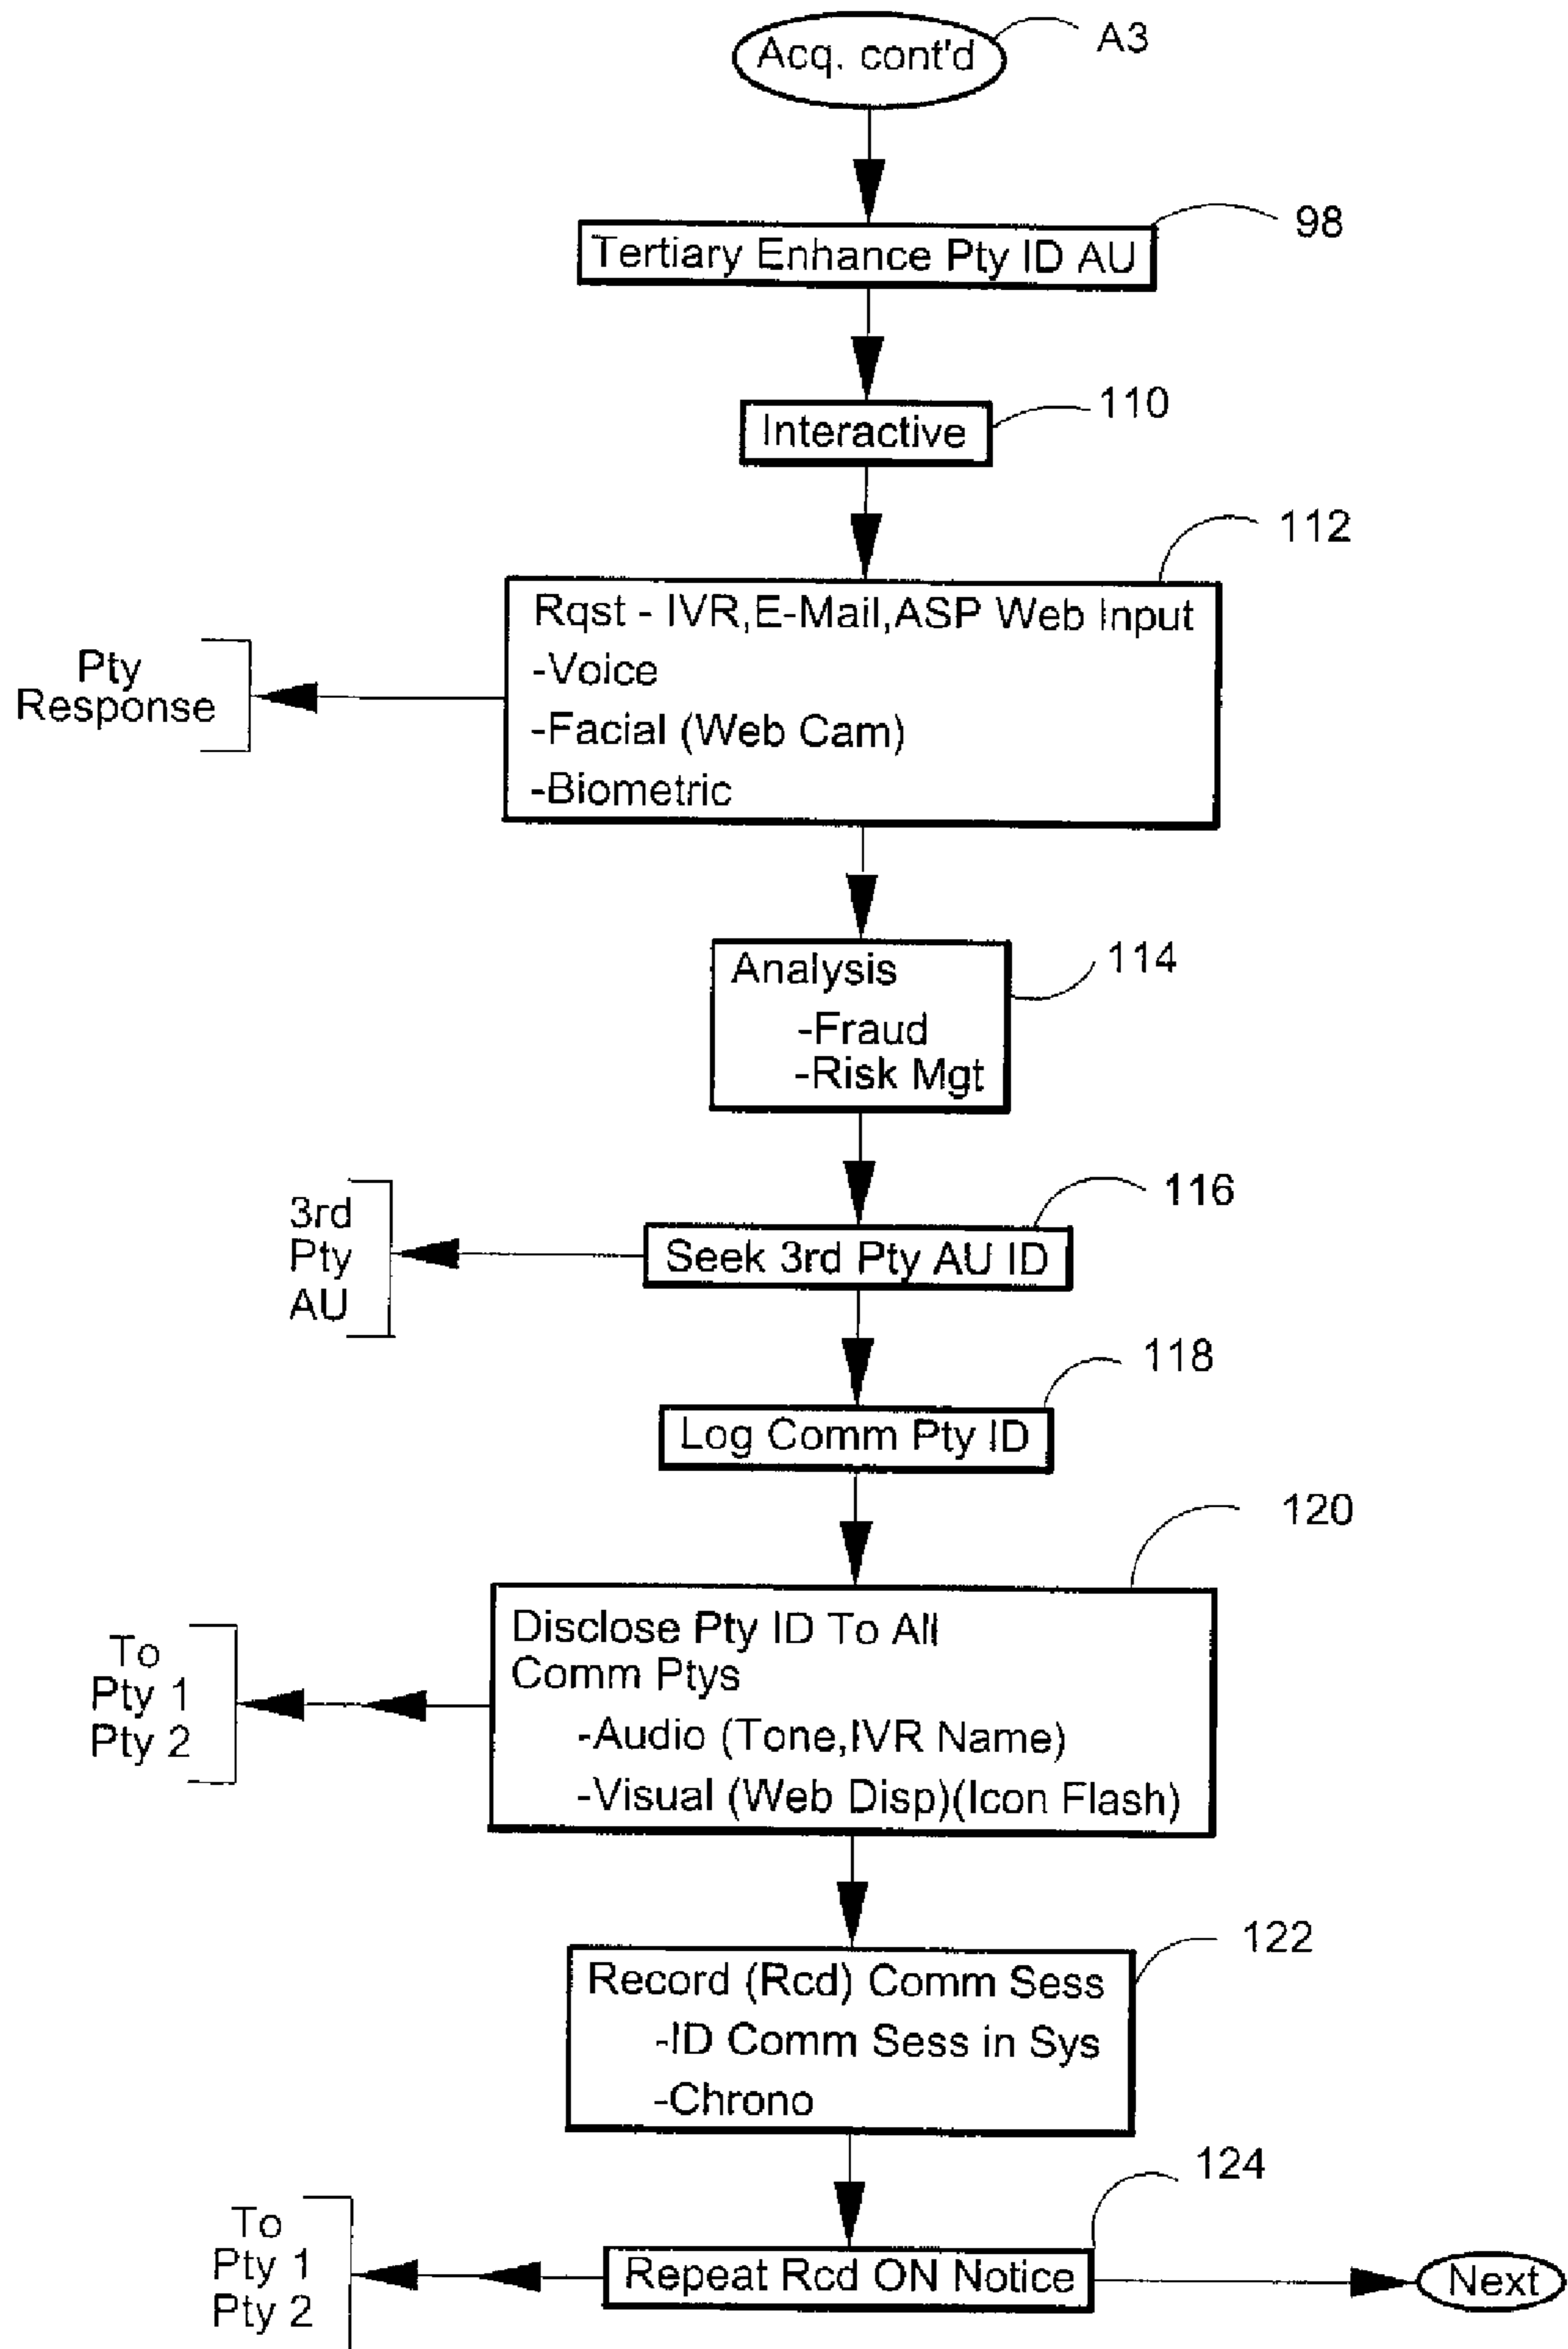 Acq. cont'd
A3
98
Tertiary Enhance Pty ID AU
110
Interactive
112
Rqst - IVR,E-Mail,ASP Web Input
-Voice
-Facial (Web Cam)
-Biometric
Pty
Response
114
Analysis
-Fraud
-Risk Mgt
116
Seek 3rd Pty AU ID
3rd
Pty
AU
118
Log Comm Pty ID
120
Disclose Pty ID To All
Comm Ptys
-Audio (Tone,IVR Name)
-Visual (Web Disp)(Icon Flash)
To
Pty 1
Pty 2
122
Record (Rcd) Comm Sess
-ID Comm Sess in Sys
-Chrono
124
Repeat Rcd ON Notice
To
Pty 1
Pty 2
Next